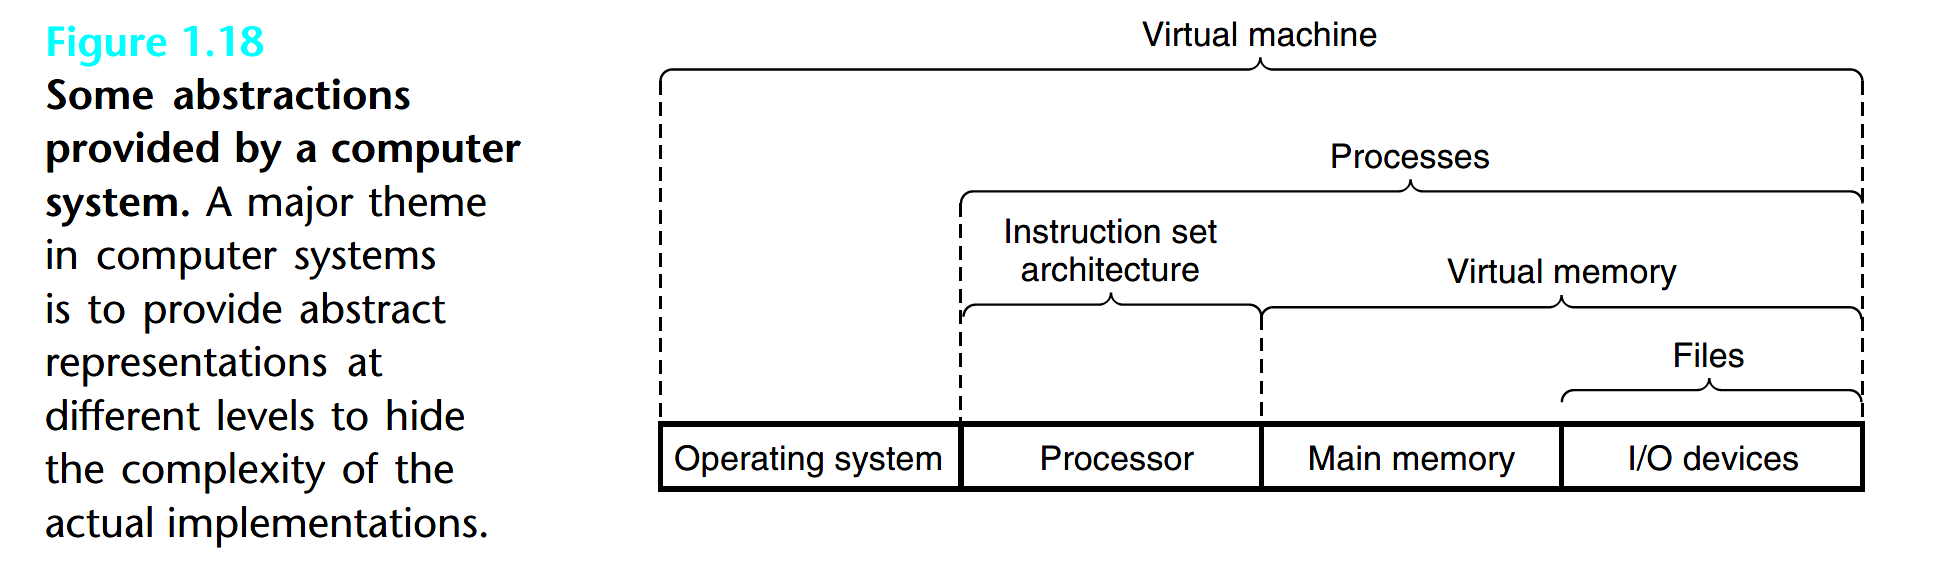 Figure 1.18
Some abstractions
provided by a computer
system. A major theme
in computer systems
is to provide abstract
representations at
different levels to hide
the complexity of the
actual implementations.
Virtual machine
Processes
Instruction set
architecture
Virtual memory
Files
Operating system
Processor
Main memory
I/O devices